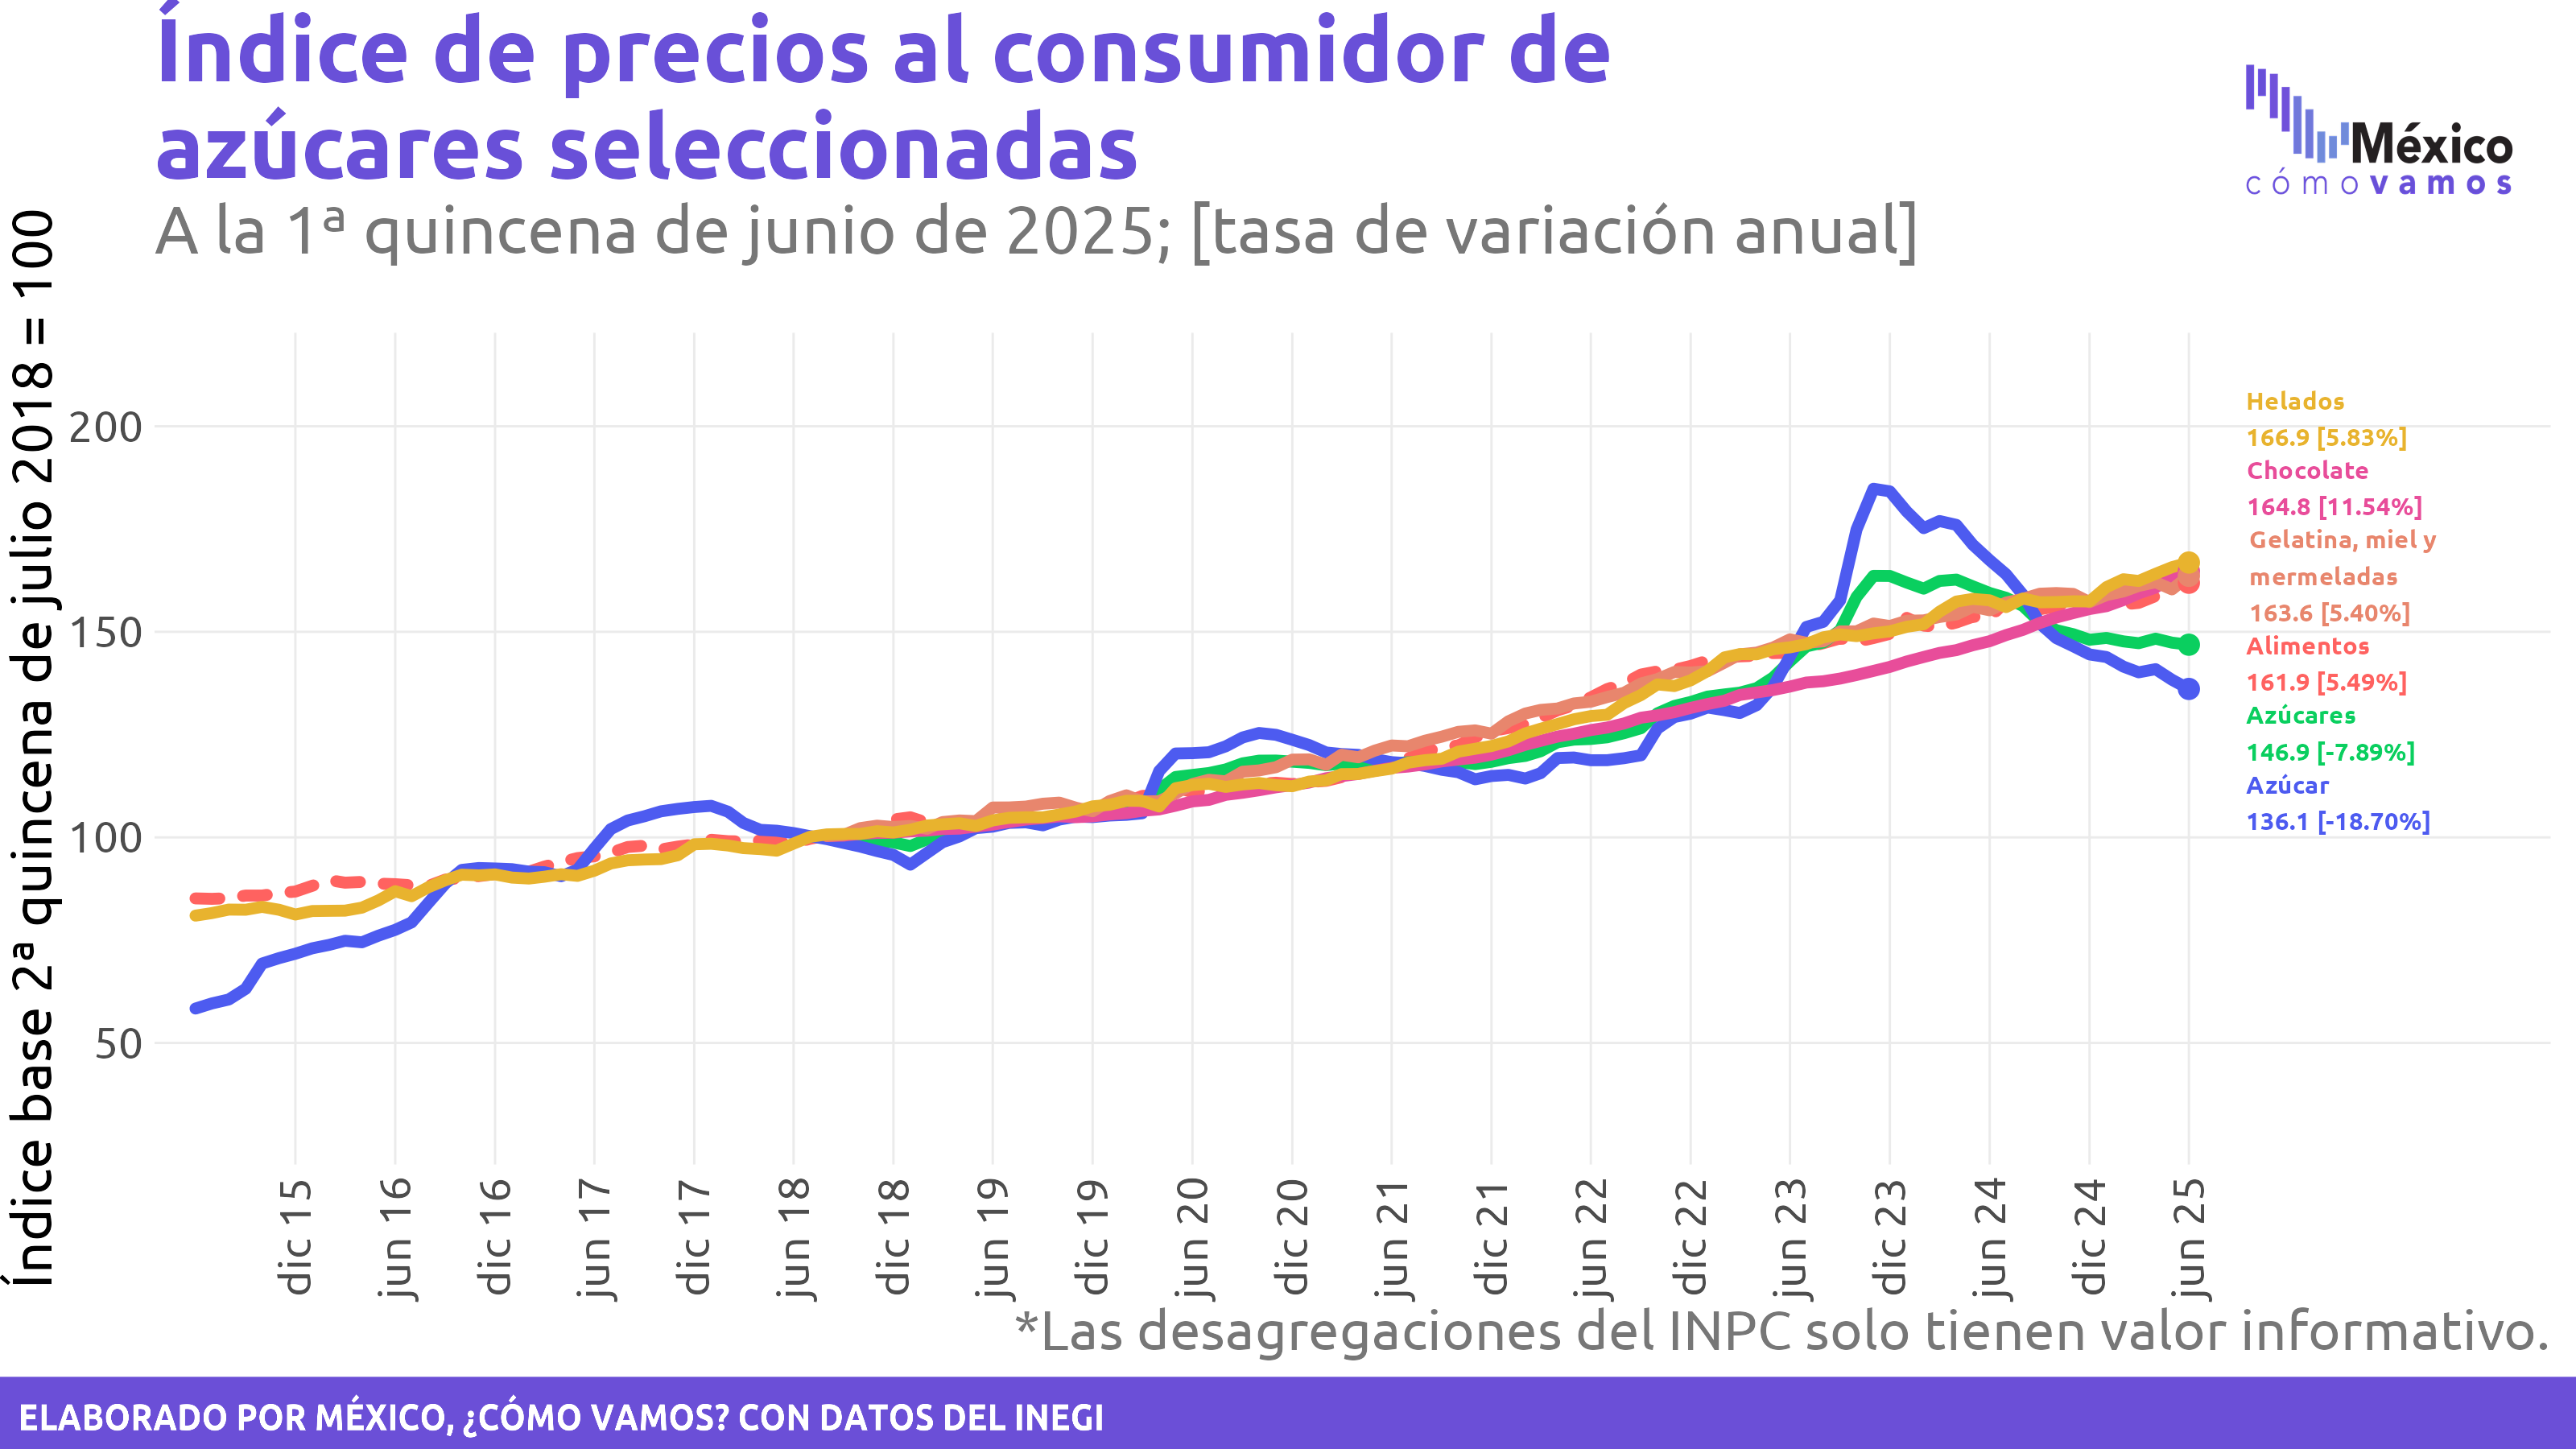 Índice de precios al consumidor de
azúcares seleccionadas
A la 1ª quincena de junio de 2025; [tasa de variación anual]
México
cómo vamos
Índice base 2ª quincena de julio 2018 = 100
200
150
100
50
Helados
166.9 [5.83%]
Chocolate
164.8 [11.54%]
Gelatina, miel y
mermeladas
163.6 [5.40%]
Alimentos
161.9 [5.49%]
Azúcares
146.9 [-7.89%]
Azúcar
136.1 [-18.70%]
dic 15
jun 16
dic 16
jun 17
dic 17
jun 18
dic 18
jun 19
dic 19
jun 20
dic 20
jun 21
dic 21
jun 22
dic 22
jun 23
dic 23
jun 24
dic 24
jun 25
*Las desagregaciones del INPC solo tienen valor informativo.
ELABORADO POR MÉXICO, ¿CÓMO VAMOS? CON DATOS DEL INEGI